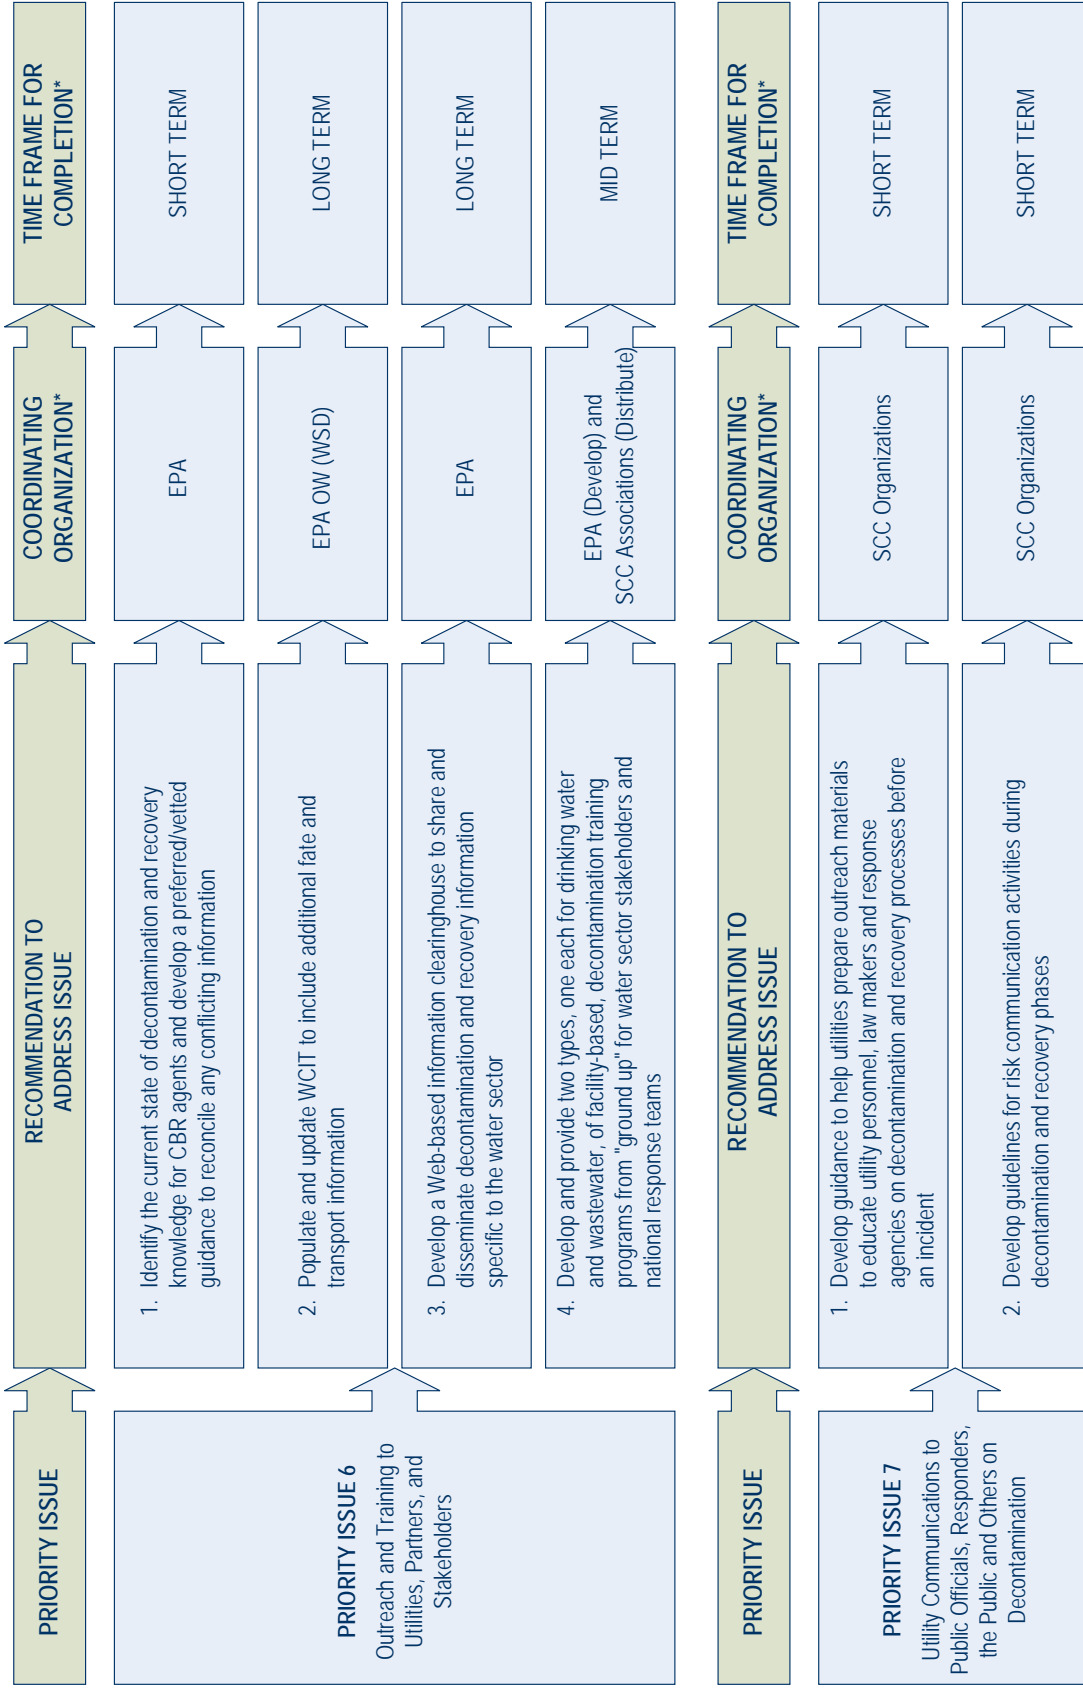 PRIORITY ISSUE
RECOMMENDATION TO
ADDRESS ISSUE
COORDINATING
ORGANIZATION*
TIME FRAME FOR
COMPLETION*
PRIORITY ISSUE 6
Outreach and Training to
Utilities, Partners, and
Stakeholders
1. Identify the current state of decontamination and recovery
knowledge for CBR agents and develop a preferred/vetted
guidance to reconcile any conflicting information
EPA
SHORT TERM
2. Populate and update WCIT to include additional fate and
transport information
EPA OW (WSD)
LONG TERM
3. Develop a Web-based information clearinghouse to share and
disseminate decontamination and recovery information
specific to the water sector
EPA
LONG TERM
4. Develop and provide two types, one each for drinking water
and wastewater, of facility-based, decontamination training
programs from "ground up" for water sector stakeholders and
national response teams
EPA (Develop) and
SCC Associations (Distribute)
MID TERM
PRIORITY ISSUE
RECOMMENDATION TO
ADDRESS ISSUE
COORDINATING
ORGANIZATION*
TIME FRAME FOR
COMPLETION*
PRIORITY ISSUE 7
Utility Communications to
Public Officials, Responders,
the Public and Others on
Decontamination
1. Develop guidance to help utilities prepare outreach materials
to educate utility personnel, law makers and response
agencies on decontamination and recovery processes before
an incident
SCC Organizations
SHORT TERM
2. Develop guidelines for risk communication activities during
decontamination and recovery phases
SCC Organizations
SHORT TERM